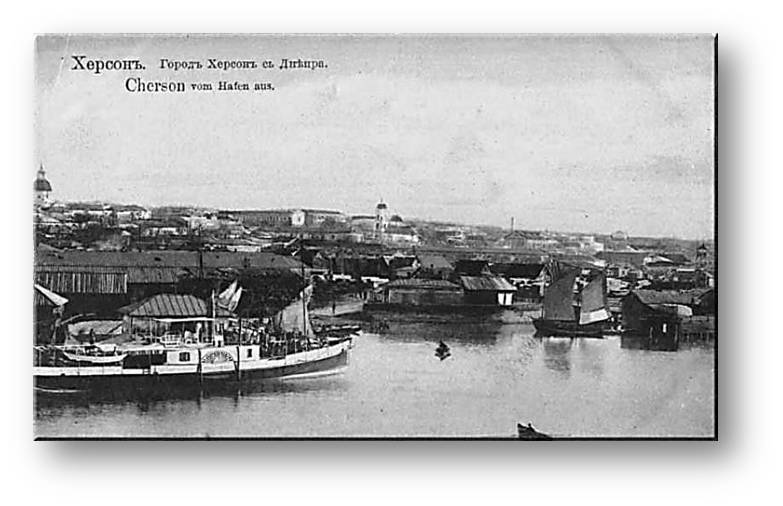 Херсонъ. Городъ Херсонъ съ Днѣпра.
Cherson vom Hafen aus.